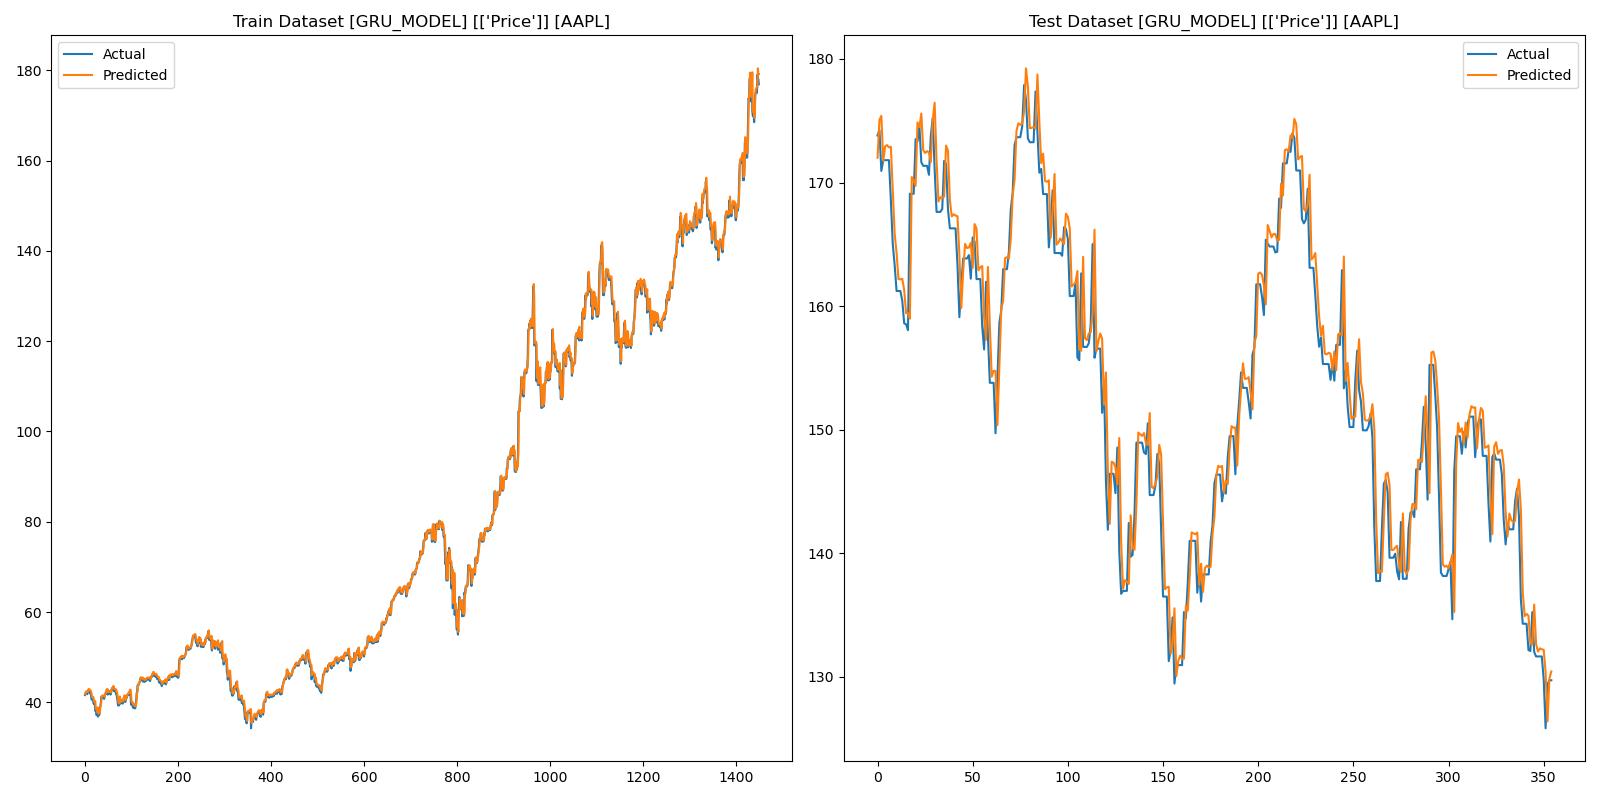 Train Dataset [GRU_MODEL] [['Price']] [AAPL]
Actual
Predicted
180
160
140
120
100
80
60
40
0 200 400 600 800 1000 1200 1400
Test Dataset [GRU_MODEL] [['Price']] [AAPL]
Actual
Predicted
180
170
160
150
140
130
0 50 100 150 200 250 300 350